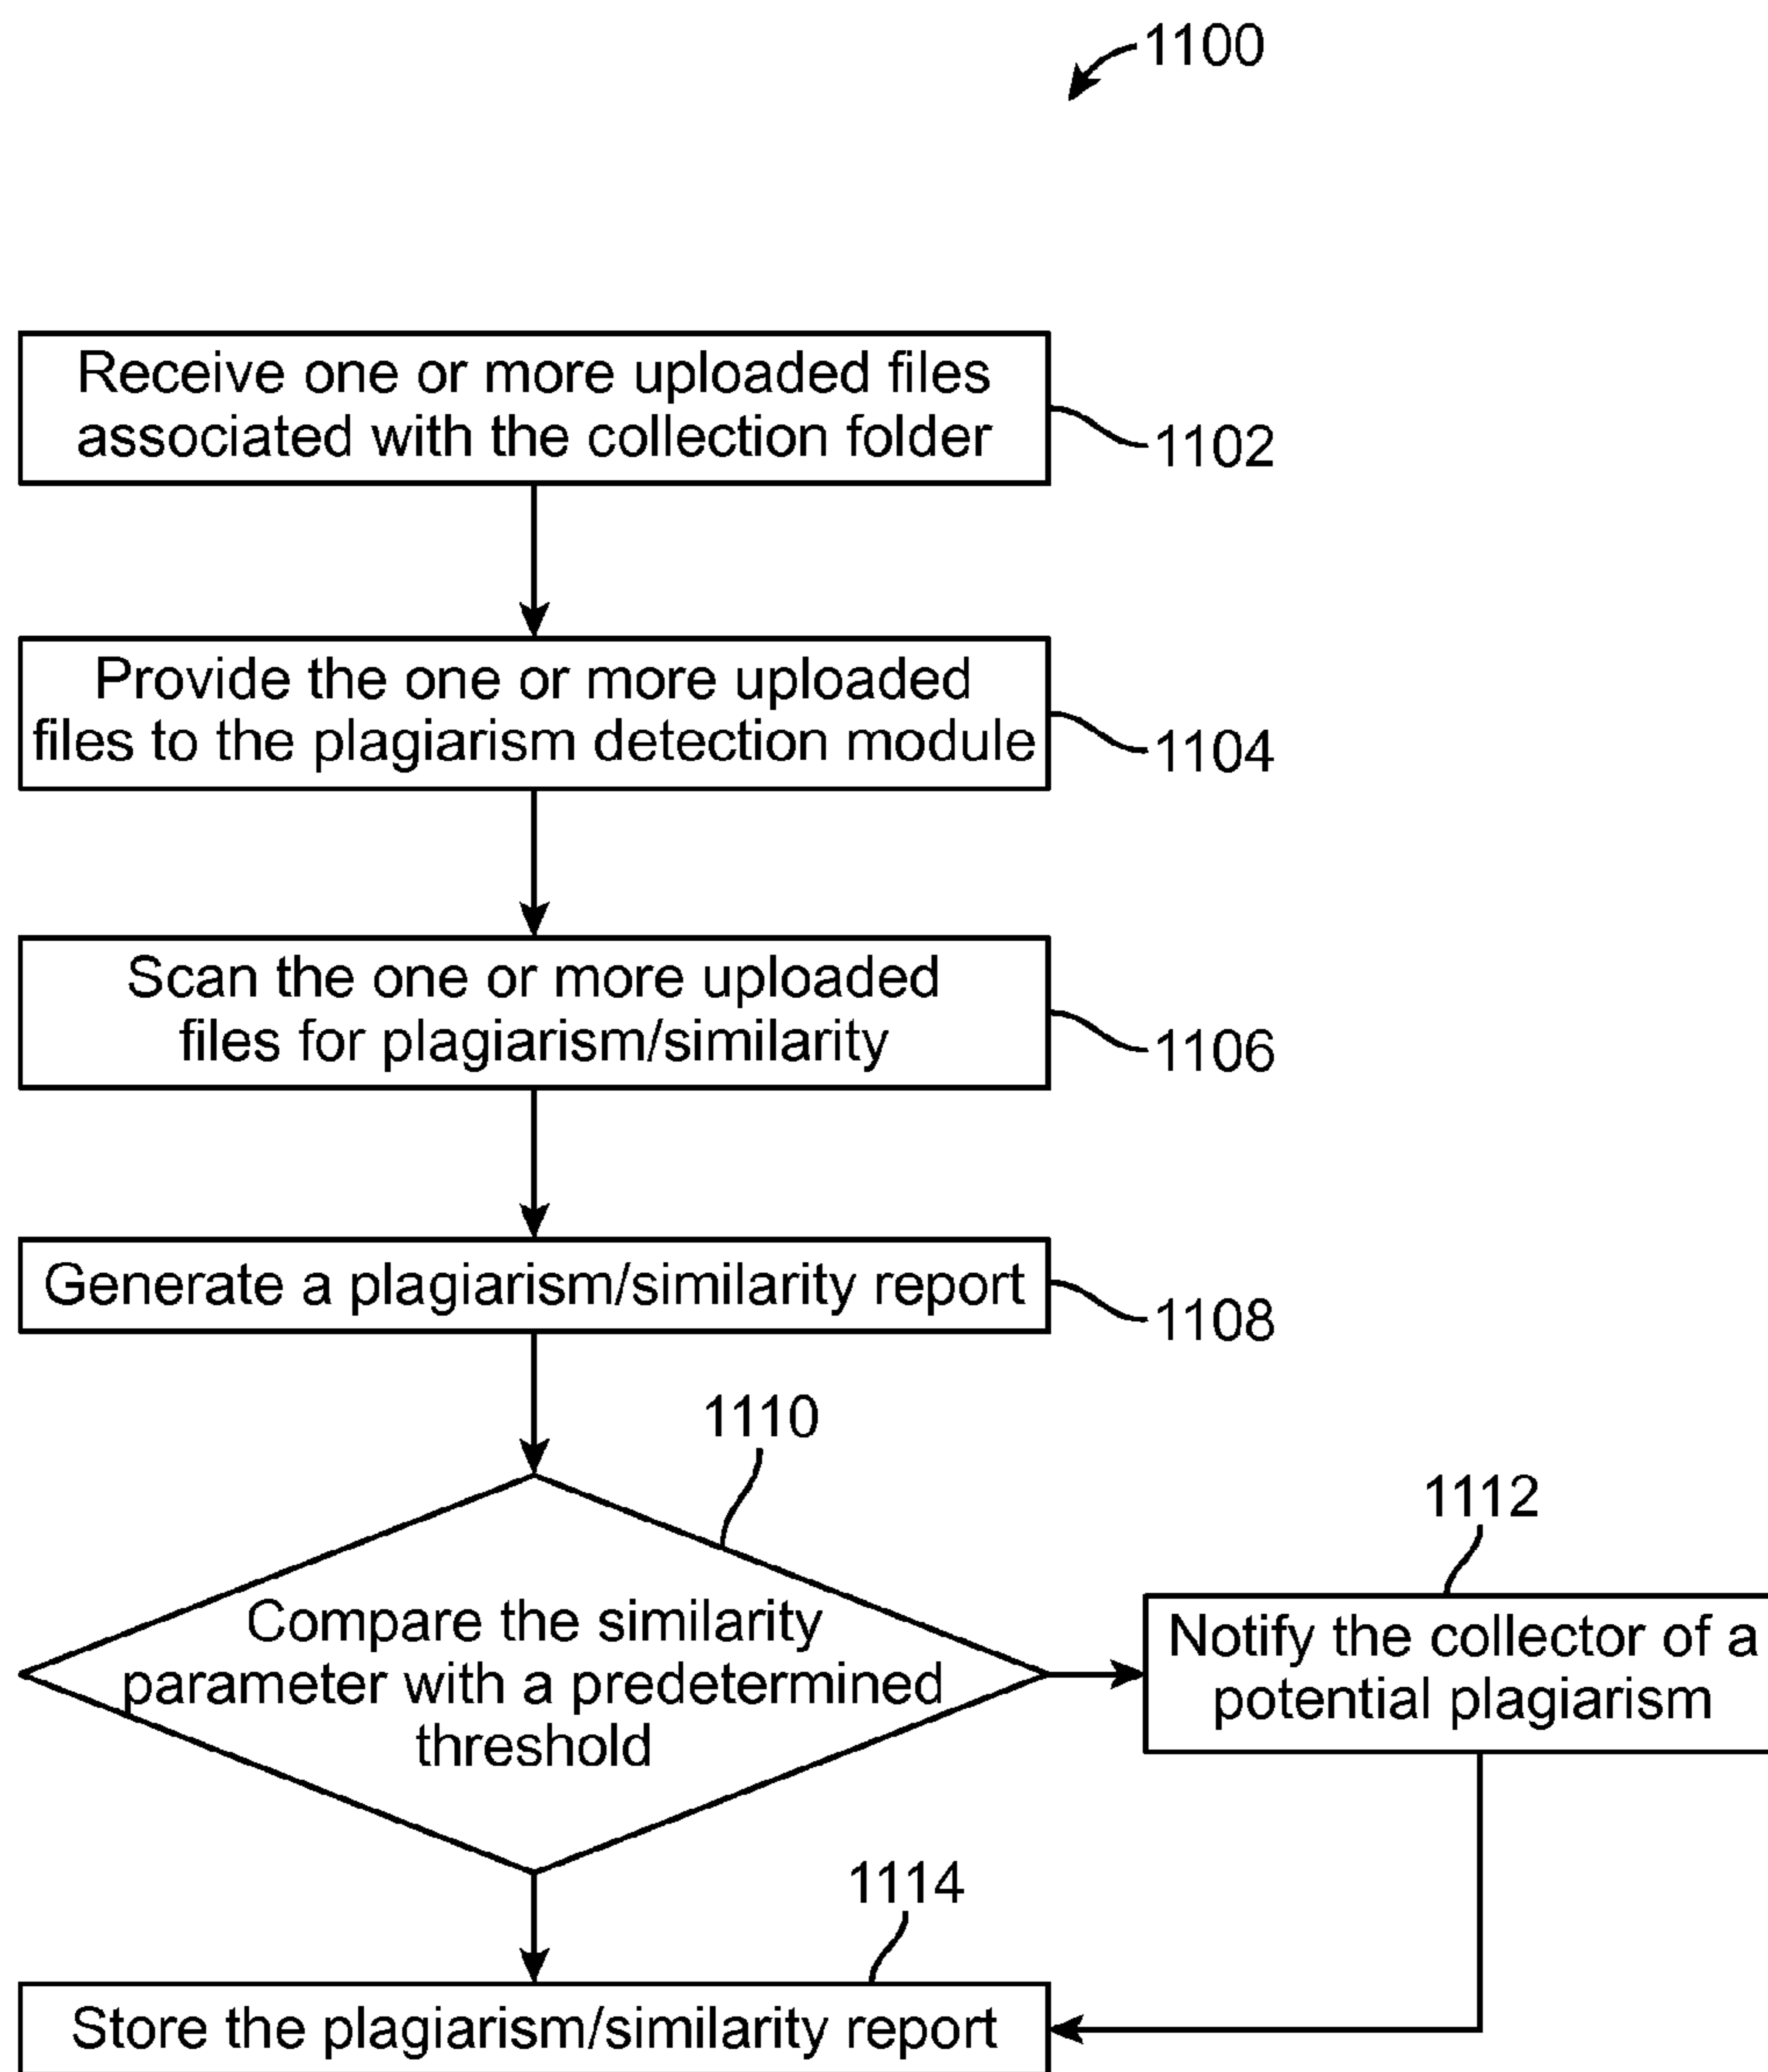 1100
Receive one or more uploaded files
associated with the collection folder
1102
Provide the one or more uploaded
files to the plagiarism detection module
1104
Scan the one or more uploaded
files for plagiarism/similarity
1106
Generate a plagiarism/similarity report
1108
1110
Compare the similarity
parameter with a predetermined
threshold
1112
Notify the collector of a
potential plagiarism
1114
Store the plagiarism/similarity report